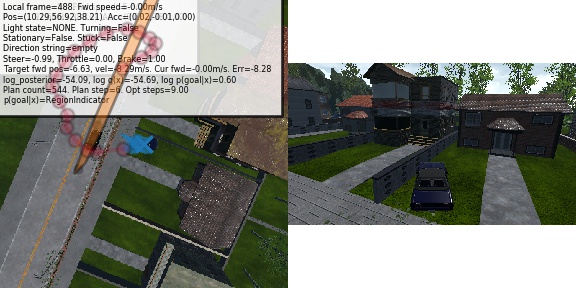 Local frame=488. Fwd speed=-0.00m/s
Pos=(10.29,56.92,38.21). Acc=(0.02,-0.01,0.00)
Light state=NONE. Turning=False.
Stationary=False. Stuck=False
Direction string=empty
Steer=-0.99, Throttle=0.00, Brake=1.00
Target fwd pos=-6.63, vel=-8.29m/s. Cur fwd=-0.00m/s. Err=-8.28
log_posterior=-54.09, log q(x)=-54.69, log p(goal|x)=0.60
Plan count=544. Plan step=6. Opt steps=9.00
p(goal|x)=RegionIndicator